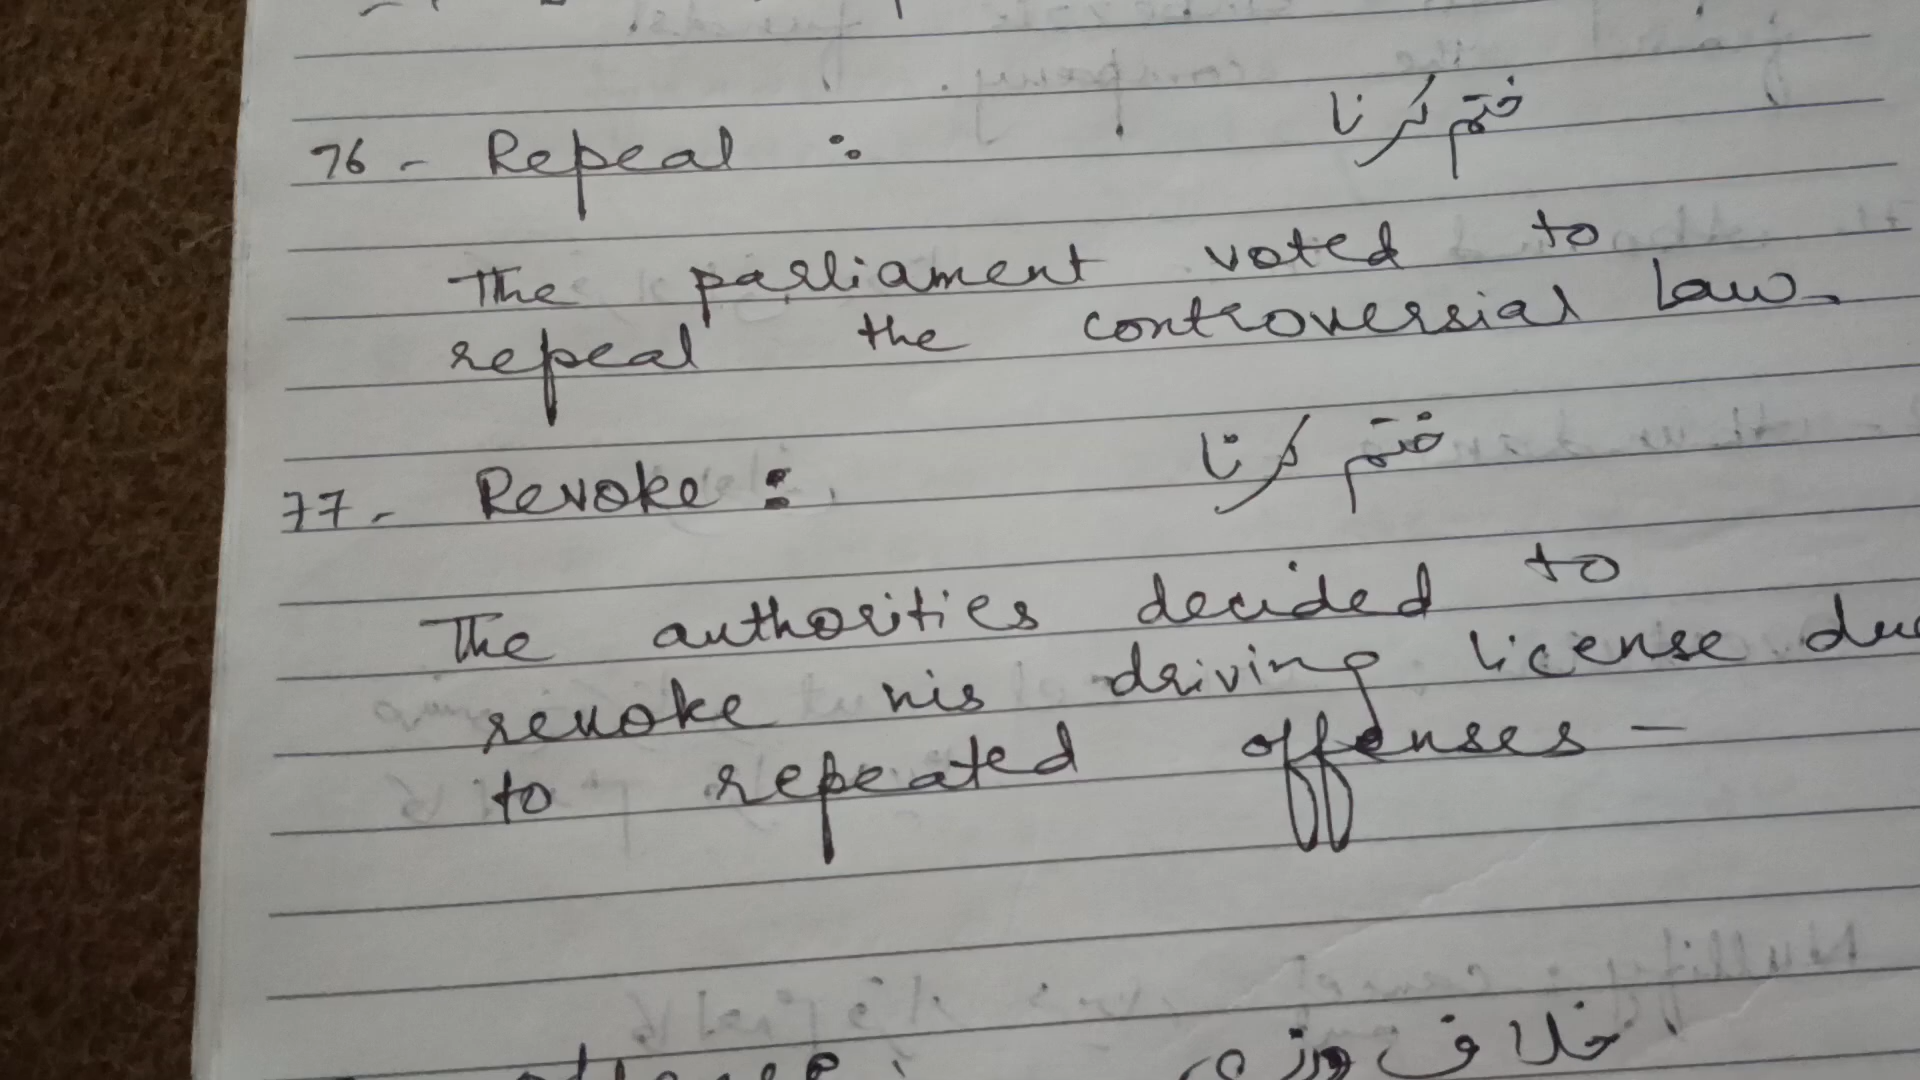 76 - Repeal : ختم کرنا
The parliament voted to
repeal the controversial law.
77 - Revoke : ختم کرنا
The authorities decided to
revoke his driving license due
to repeated offenses -
خلاف ورزی